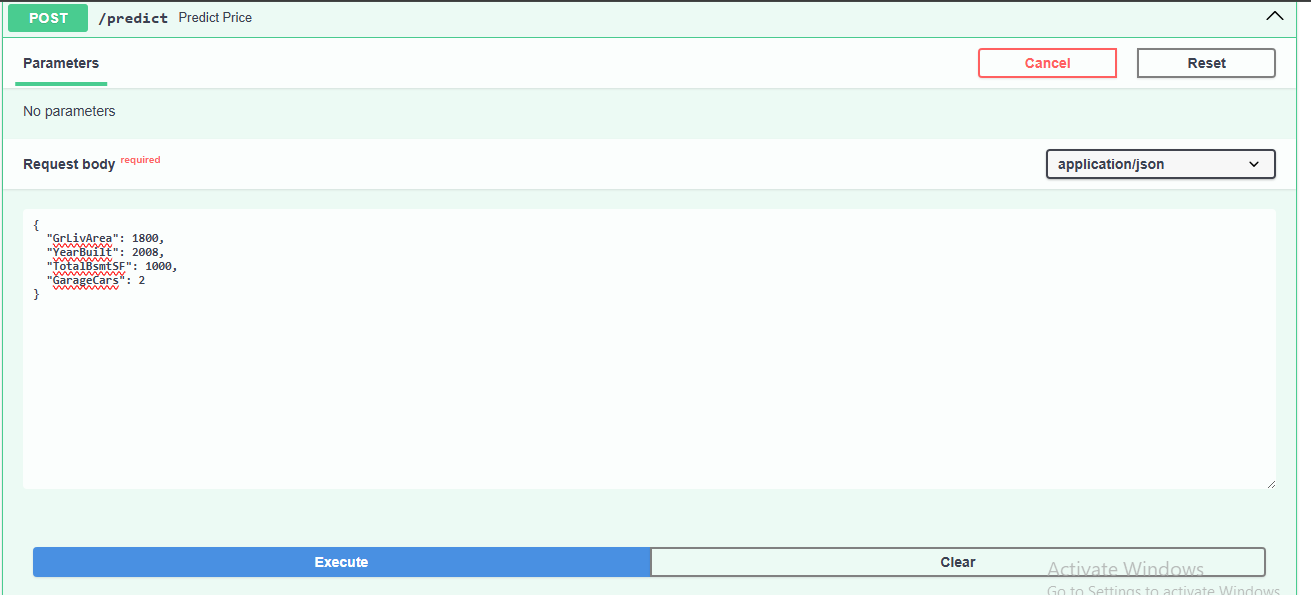 POST /predict Predict Price
Parameters
Cancel
Reset
No parameters
Request body required
application/json
{
"GrLivArea": 1800,
"YearBuilt": 2008,
"TotalBsmtSF": 1000,
"GarageCars": 2
}
Execute
Clear
Activate Windows
Go to Settings to activate Windows